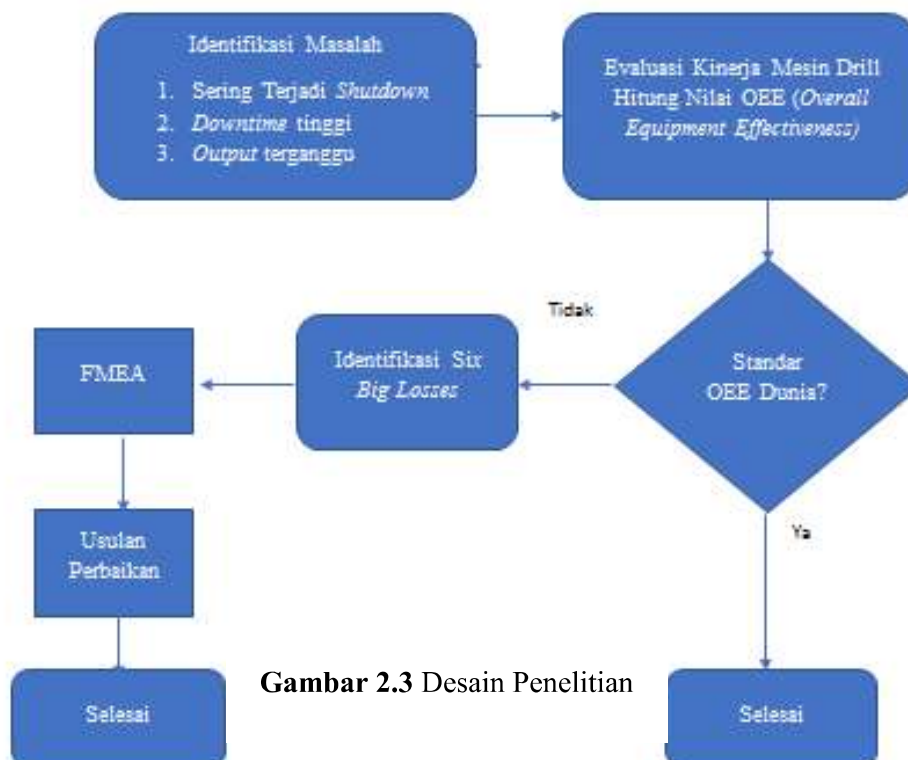 Identifikasi Masalah
1. Sering Terjadi Shutdown
2. Downtime tinggi
3. Output terganggu
Evaluasi Kinerja Mesin Drill
Hitung Nilai OEE (Overall
Equipment Effectiveness)
Standar
OEE Dunia?
Tidak
Identifikasi Six
Big Losses
FMEA
Usulan
Perbaikan
Selesai
Ya
Selesai
Gambar 2.3 Desain Penelitian